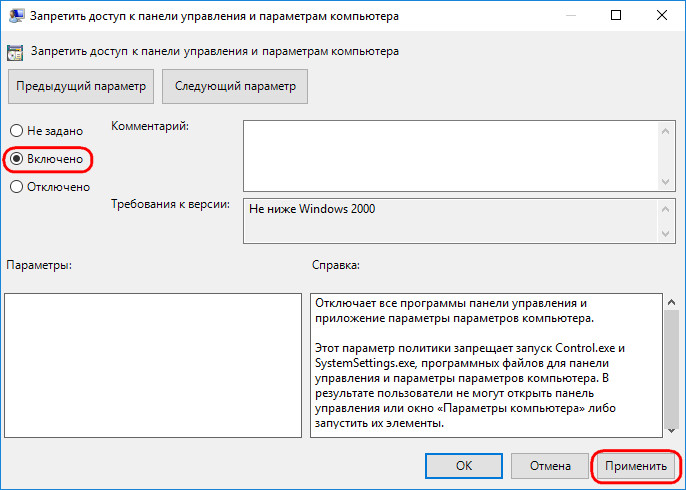 Запретить доступ к панели управления и параметрам компьютера
Запретить доступ к панели управления и параметрам компьютера
Предыдущий параметр
Следующий параметр
Не задано
Включено
Отключено
Комментарий:
Требования к версии:
Не ниже Windows 2000
Параметры:
Справка:
Отключает все программы панели управления и
приложение параметры параметров компьютера.
Этот параметр политики запрещает запуск Control.exe и
SystemSettings.exe, программных файлов для панели
управления и параметры параметров компьютера. В
результате пользователи не могут открыть панель
управления или окно «Параметры компьютера» либо
запустить их элементы.
ОК
Отмена
Применить